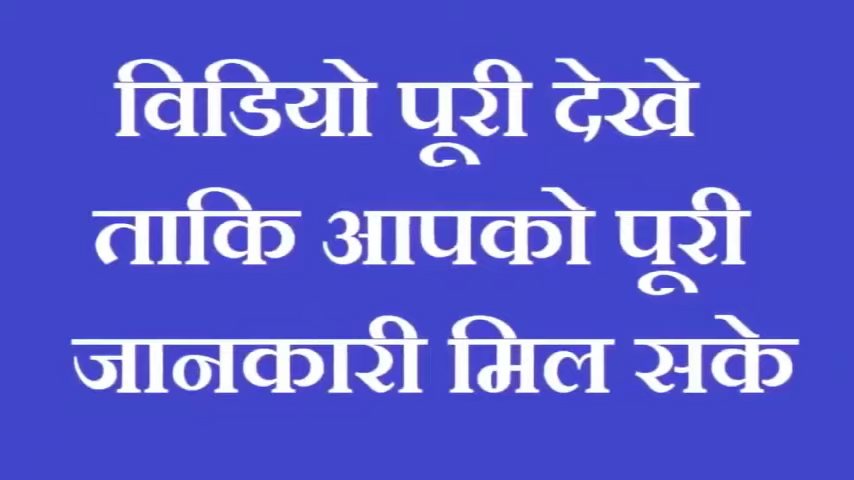 विडियो पूरी देखे
ताकि आपको पूरी
जानकारी मिल सके